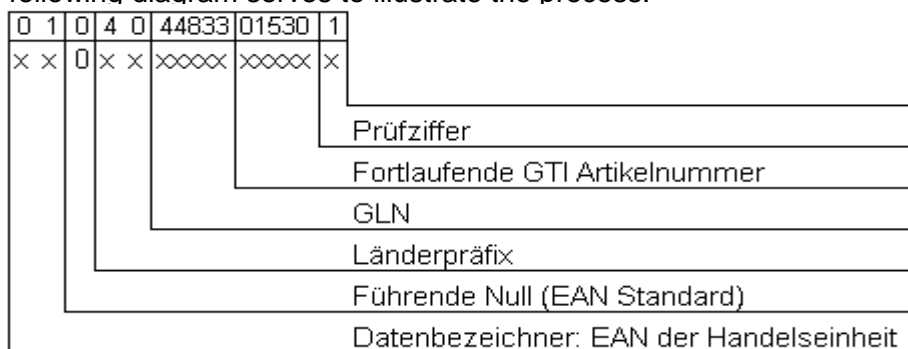 following diagram serves to illustrate the process.
0 1 0 4 0 44833 01530 1
x x 0 x x xxxxx xxxxx x
Prüfziffer
Fortlaufende GTI Artikelnummer
GLN
Länderpräfix
Führende Null (EAN Standard)
Datenbezeichner: EAN der Handelseinheit